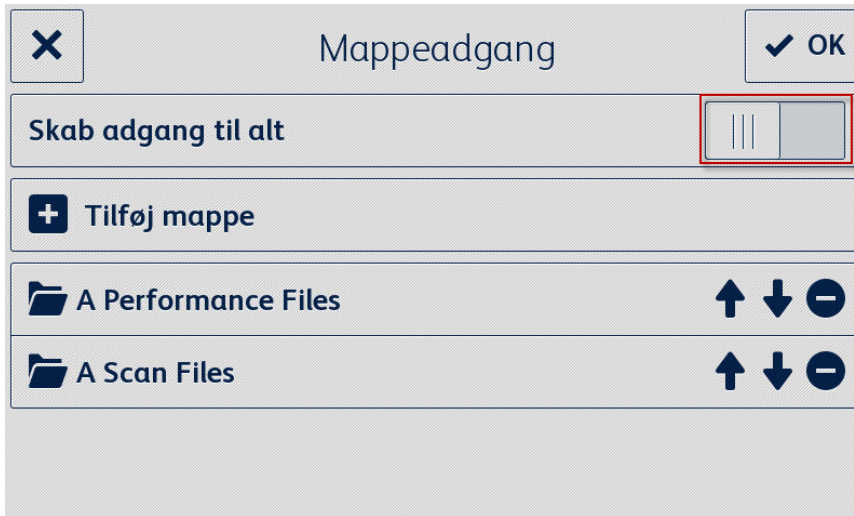 Mappeadgang
OK
Skab adgang til alt
Tilføj mappe
A Performance Files
A Scan Files